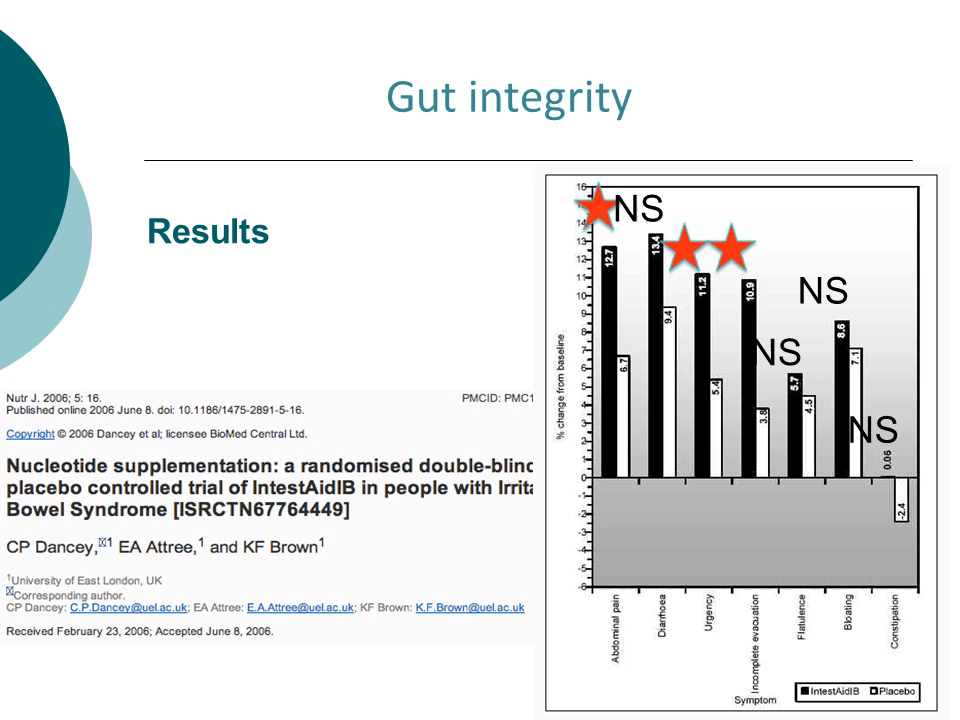 Gut integrity
Results
Nutr J. 2006; 5: 16.
PMCID: PMC1
Published online 2006 June 8. doi: 10.1186/1475-2891-5-16.
Copyright © 2006 Dancey et al; licensee BioMed Central Ltd.
Nucleotide supplementation: a randomised double-blind
placebo controlled trial of IntestAidIB in people with Irrita
Bowel Syndrome [ISRCTN67764449]
CP Dancey,1 EA Attree,1 and KF Brown1
1University of East London, UK
Corresponding author.
CP Dancey: C.P.Dancey@uel.ac.uk; EA Attree: E.A.Attree@uel.ac.uk; KF Brown: K.F.Brown@uel.ac.uk
Received February 23, 2006; Accepted June 8, 2006.
% change from baseline
16
14
13
12
11
10
9
8
7
6
5
4
3
2
1
0
-1
-2
-3
-4
-5
-6
NS
NS
NS
NS
12.7
6.7
13.4
9.4
11.2
5.4
10.9
3.8
5.7
4.5
8.6
7.1
0.06
-2.4
Abdominal pain
Diarrhoea
Urgency
Incomplete evacuation
Flatulence
Bloating
Constipation
Symptom
IntestAidIB
Placebo